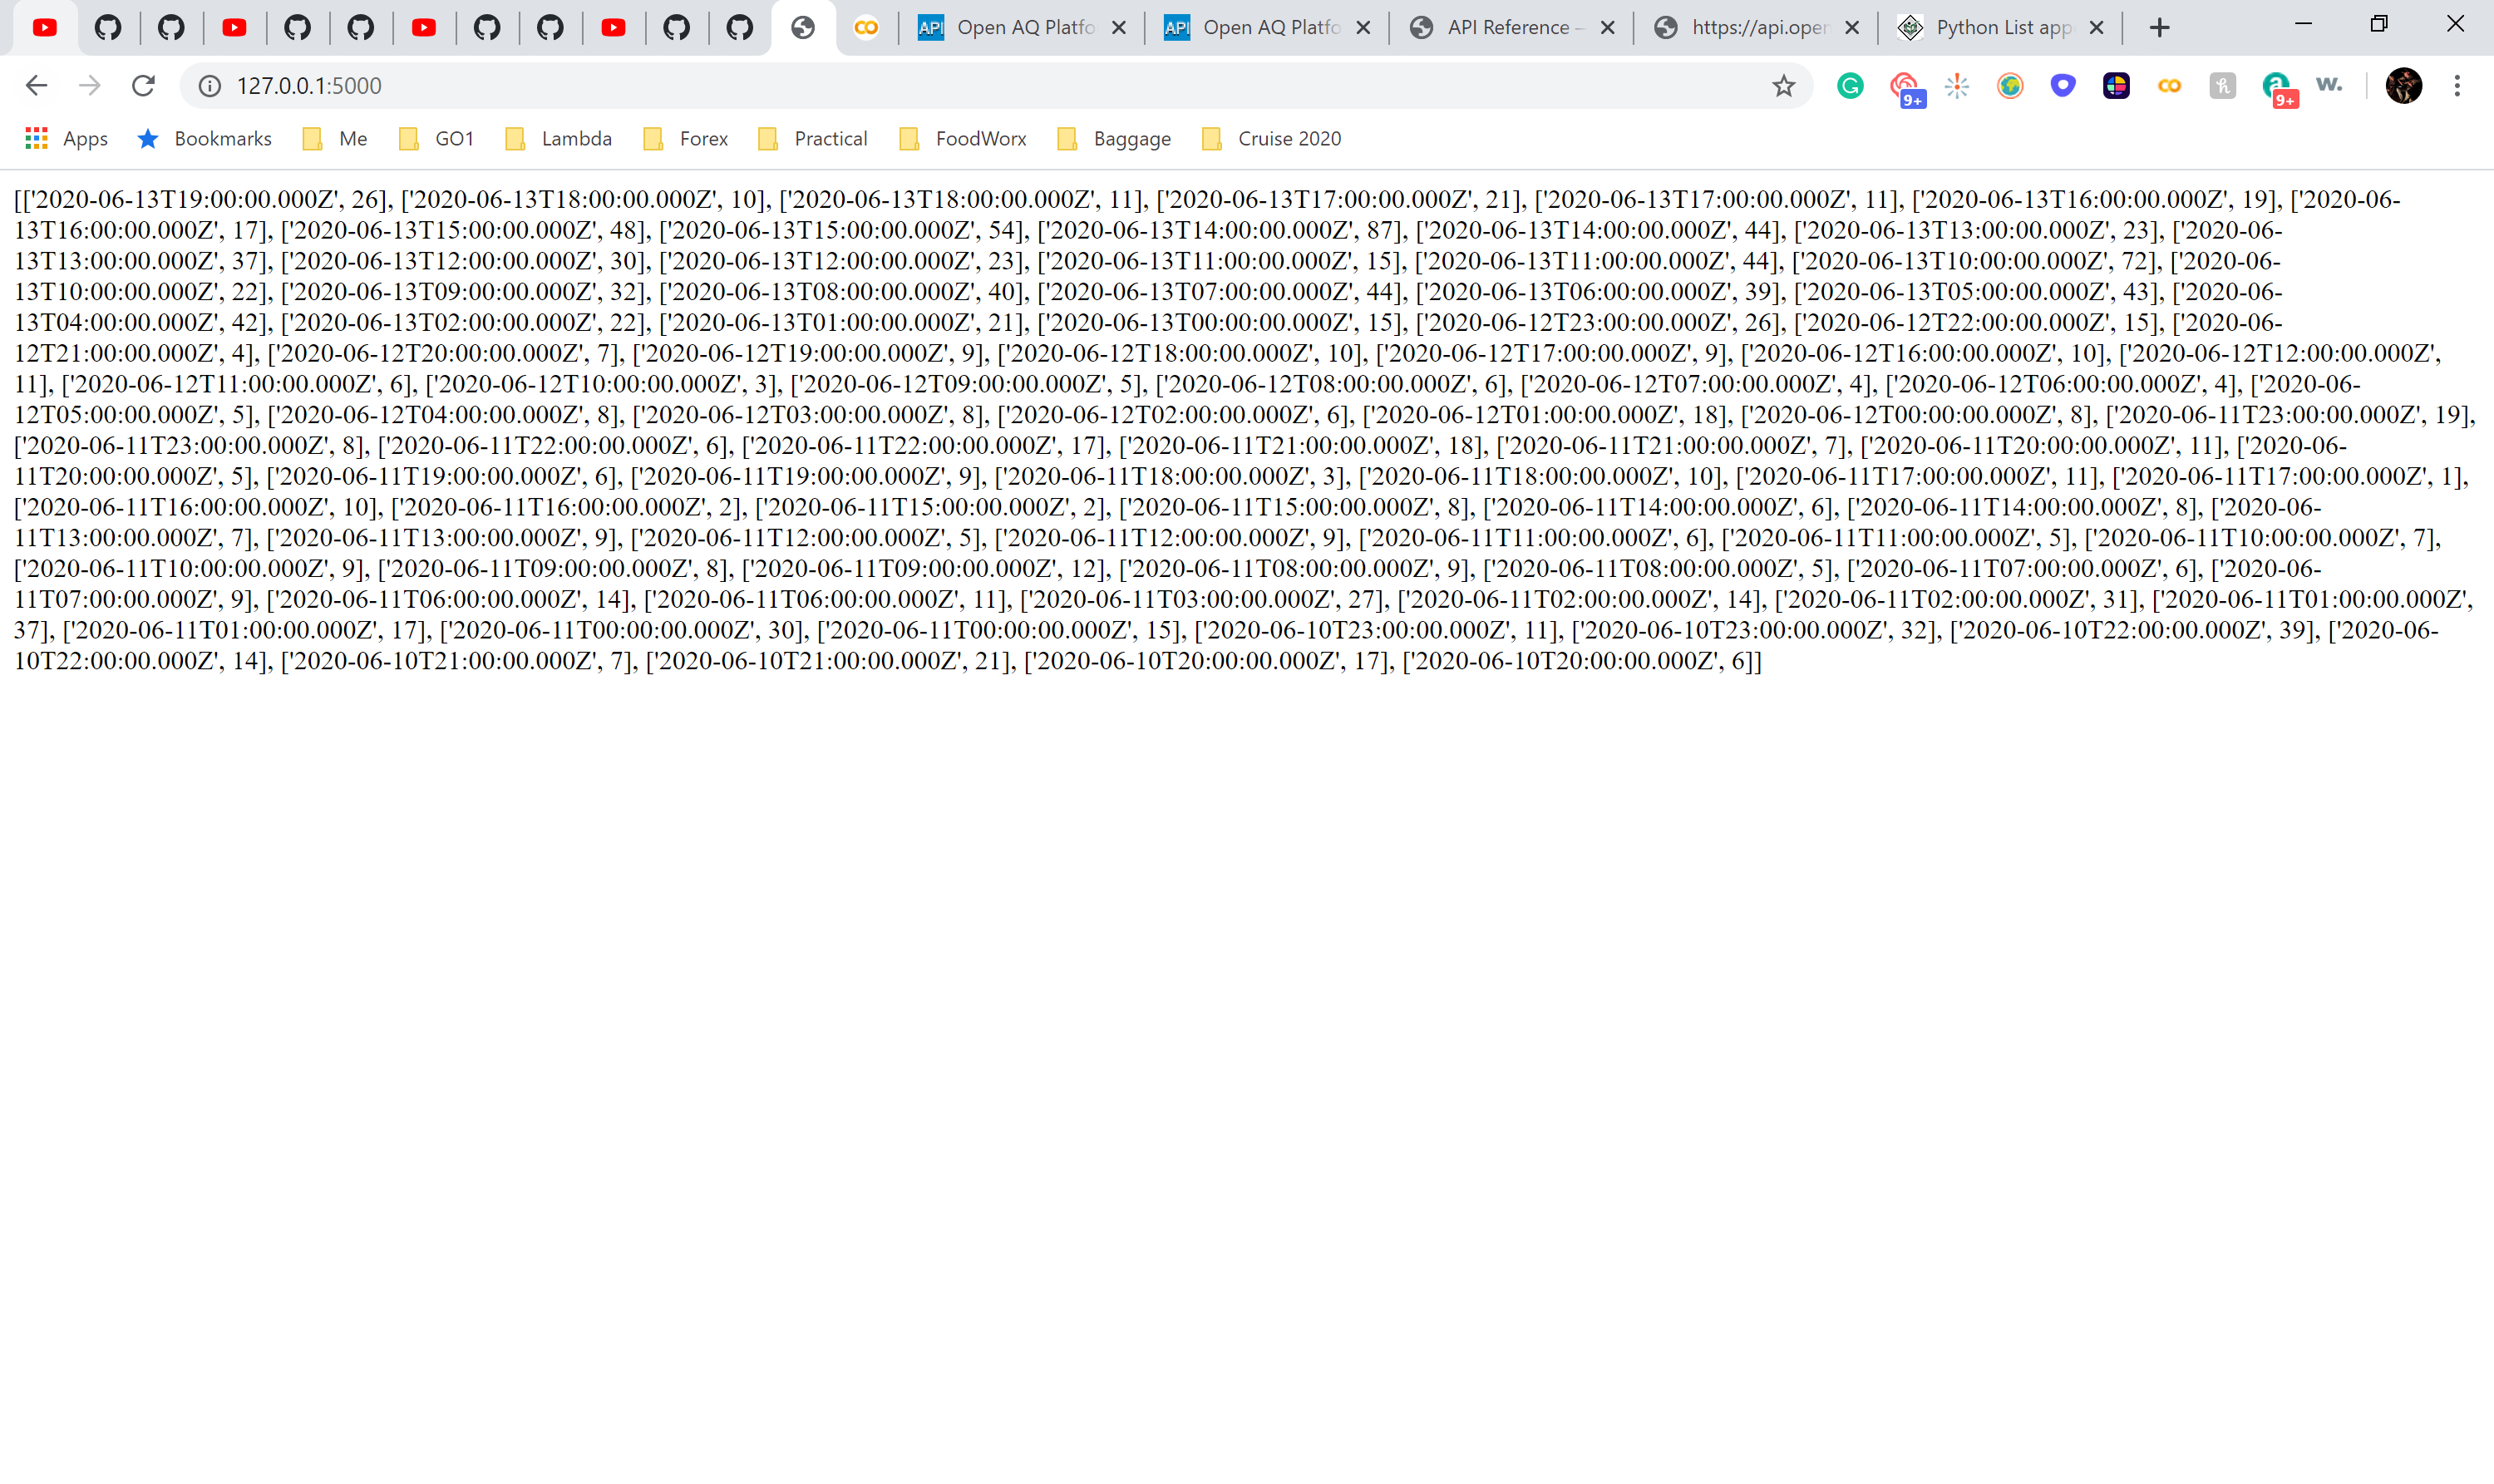 API Open AQ Platfo API Open AQ Platfo API Reference – https://api.open Python List app
127.0.0.1:5000 9+ 9+ w.
Apps Bookmarks Me GO1 Lambda Forex Practical FoodWorx Baggage Cruise 2020
[['2020-06-13T19:00:00.000Z', 26], ['2020-06-13T18:00:00.000Z', 10], ['2020-06-13T18:00:00.000Z', 11], ['2020-06-13T17:00:00.000Z', 21], ['2020-06-13T17:00:00.000Z', 11], ['2020-06-13T16:00:00.000Z', 19], ['2020-06-
13T16:00:00.000Z', 17], ['2020-06-13T15:00:00.000Z', 48], ['2020-06-13T15:00:00.000Z', 54], ['2020-06-13T14:00:00.000Z', 87], ['2020-06-13T14:00:00.000Z', 44], ['2020-06-13T13:00:00.000Z', 23], ['2020-06-
13T13:00:00.000Z', 37], ['2020-06-13T12:00:00.000Z', 30], ['2020-06-13T12:00:00.000Z', 23], ['2020-06-13T11:00:00.000Z', 15], ['2020-06-13T11:00:00.000Z', 44], ['2020-06-13T10:00:00.000Z', 72], ['2020-06-
13T10:00:00.000Z', 22], ['2020-06-13T09:00:00.000Z', 32], ['2020-06-13T08:00:00.000Z', 40], ['2020-06-13T07:00:00.000Z', 44], ['2020-06-13T06:00:00.000Z', 39], ['2020-06-13T05:00:00.000Z', 43], ['2020-06-
13T04:00:00.000Z', 42], ['2020-06-13T02:00:00.000Z', 22], ['2020-06-13T01:00:00.000Z', 21], ['2020-06-13T00:00:00.000Z', 15], ['2020-06-12T23:00:00.000Z', 26], ['2020-06-12T22:00:00.000Z', 15], ['2020-06-
12T21:00:00.000Z', 4], ['2020-06-12T20:00:00.000Z', 7], ['2020-06-12T19:00:00.000Z', 9], ['2020-06-12T18:00:00.000Z', 10], ['2020-06-12T17:00:00.000Z', 9], ['2020-06-12T16:00:00.000Z', 10], ['2020-06-12T12:00:00.000Z',
11], ['2020-06-12T11:00:00.000Z', 6], ['2020-06-12T10:00:00.000Z', 3], ['2020-06-12T09:00:00.000Z', 5], ['2020-06-12T08:00:00.000Z', 6], ['2020-06-12T07:00:00.000Z', 4], ['2020-06-12T06:00:00.000Z', 4], ['2020-06-
12T05:00:00.000Z', 5], ['2020-06-12T04:00:00.000Z', 8], ['2020-06-12T03:00:00.000Z', 8], ['2020-06-12T02:00:00.000Z', 6], ['2020-06-12T01:00:00.000Z', 18], ['2020-06-12T00:00:00.000Z', 8], ['2020-06-11T23:00:00.000Z', 19],
['2020-06-11T23:00:00.000Z', 8], ['2020-06-11T22:00:00.000Z', 6], ['2020-06-11T22:00:00.000Z', 17], ['2020-06-11T21:00:00.000Z', 18], ['2020-06-11T21:00:00.000Z', 7], ['2020-06-11T20:00:00.000Z', 11], ['2020-06-
11T20:00:00.000Z', 5], ['2020-06-11T19:00:00.000Z', 6], ['2020-06-11T19:00:00.000Z', 9], ['2020-06-11T18:00:00.000Z', 3], ['2020-06-11T18:00:00.000Z', 10], ['2020-06-11T17:00:00.000Z', 11], ['2020-06-11T17:00:00.000Z', 1],
['2020-06-11T16:00:00.000Z', 10], ['2020-06-11T16:00:00.000Z', 2], ['2020-06-11T15:00:00.000Z', 2], ['2020-06-11T15:00:00.000Z', 8], ['2020-06-11T14:00:00.000Z', 6], ['2020-06-11T14:00:00.000Z', 8], ['2020-06-
11T13:00:00.000Z', 7], ['2020-06-11T13:00:00.000Z', 9], ['2020-06-11T12:00:00.000Z', 5], ['2020-06-11T12:00:00.000Z', 9], ['2020-06-11T11:00:00.000Z', 6], ['2020-06-11T11:00:00.000Z', 5], ['2020-06-11T10:00:00.000Z', 7],
['2020-06-11T10:00:00.000Z', 9], ['2020-06-11T09:00:00.000Z', 8], ['2020-06-11T09:00:00.000Z', 12], ['2020-06-11T08:00:00.000Z', 9], ['2020-06-11T08:00:00.000Z', 5], ['2020-06-11T07:00:00.000Z', 6], ['2020-06-
11T07:00:00.000Z', 9], ['2020-06-11T06:00:00.000Z', 14], ['2020-06-11T06:00:00.000Z', 11], ['2020-06-11T03:00:00.000Z', 27], ['2020-06-11T02:00:00.000Z', 14], ['2020-06-11T02:00:00.000Z', 31], ['2020-06-11T01:00:00.000Z',
37], ['2020-06-11T01:00:00.000Z', 17], ['2020-06-11T00:00:00.000Z', 30], ['2020-06-11T00:00:00.000Z', 15], ['2020-06-10T23:00:00.000Z', 11], ['2020-06-10T23:00:00.000Z', 32], ['2020-06-10T22:00:00.000Z', 39], ['2020-06-
10T22:00:00.000Z', 14], ['2020-06-10T21:00:00.000Z', 7], ['2020-06-10T21:00:00.000Z', 21], ['2020-06-10T20:00:00.000Z', 17], ['2020-06-10T20:00:00.000Z', 6]]